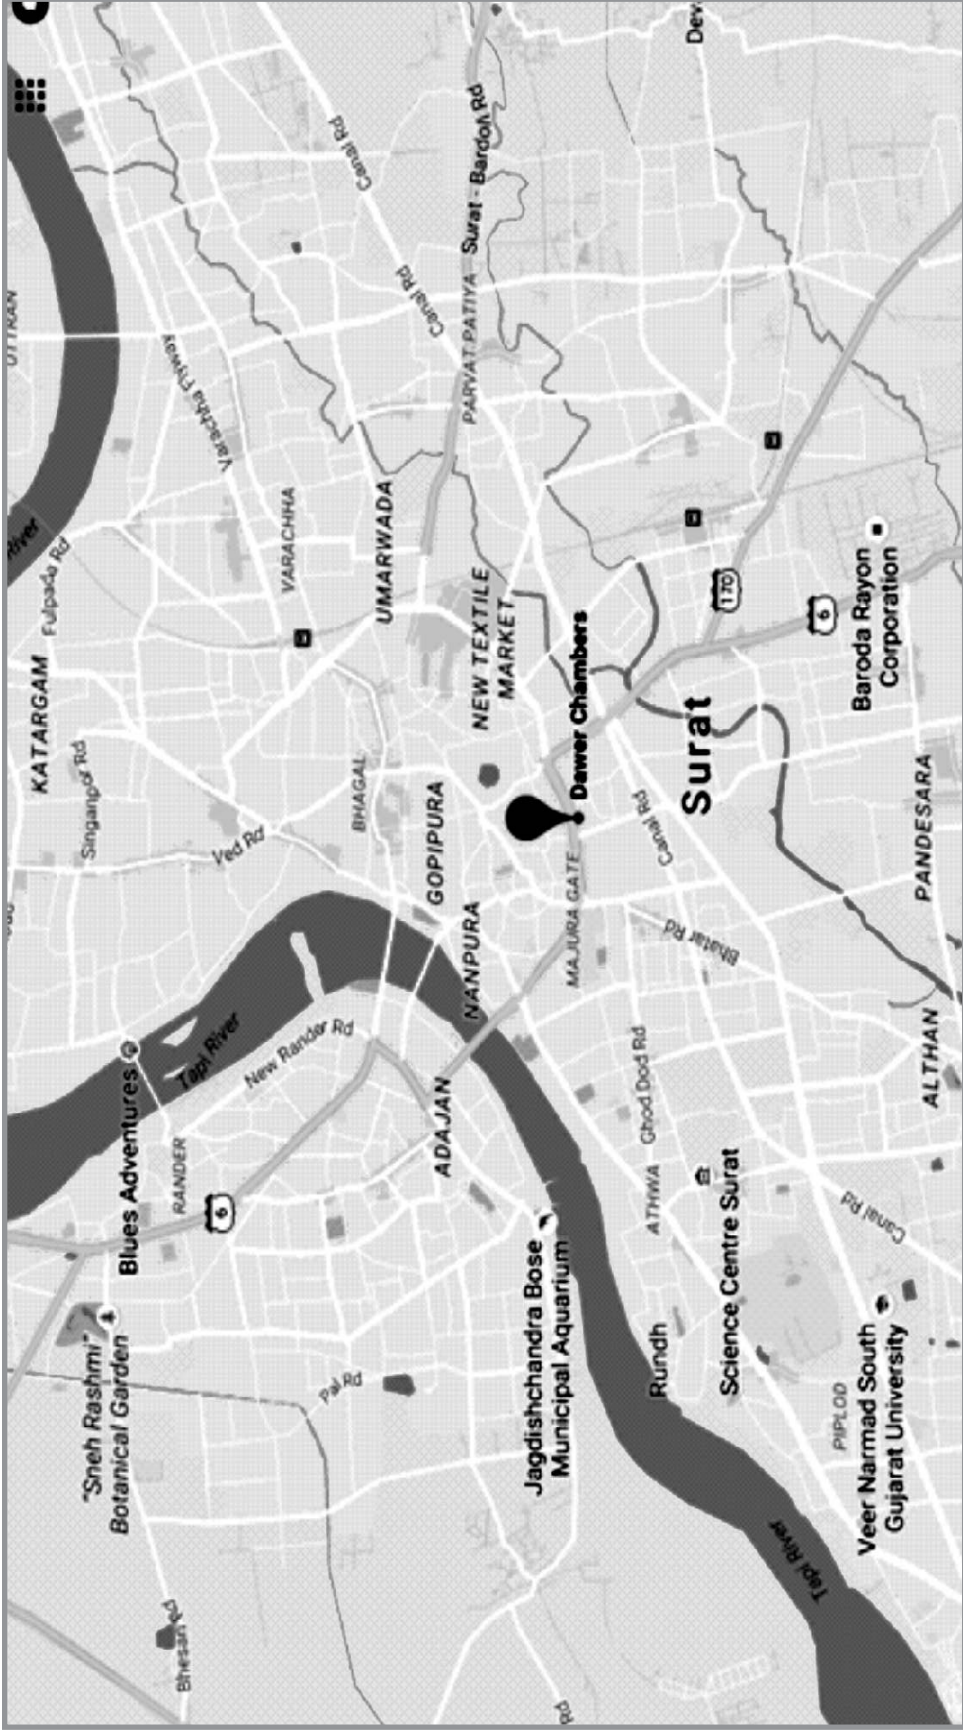 "Sneh Rashmi"
Botanical Garden
Blues Adventures
KATARGAM
Fulpada Rd
River
Singanpor Rd
Bhesan Rd
RANDER
6
Tapi River
Ved Rd
VARACHHA
Varachha Flyway
New Rander Rd
Pal Rd
BHAGAL
UMARWADA
Canal Rd
ADAJAN
GOPIPURA
Canal Rd
NANPURA
NEW TEXTILE
MARKET
PARVAT PATIYA
Surat - Bardoli Rd
Jagdishchandra Bose
Municipal Aquarium
MAJURA GATE
Dawer Chambers
Rd
Rundh
ATHWA
Ghod Dod Rd
Canal Rd
Surat
Bhatar Rd
Science Centre Surat
170
Tapi River
6
PIPLOD
Canal Rd
Veer Narmad South
Gujarat University
Baroda Rayon
Corporation
ALTHAN
PANDESARA